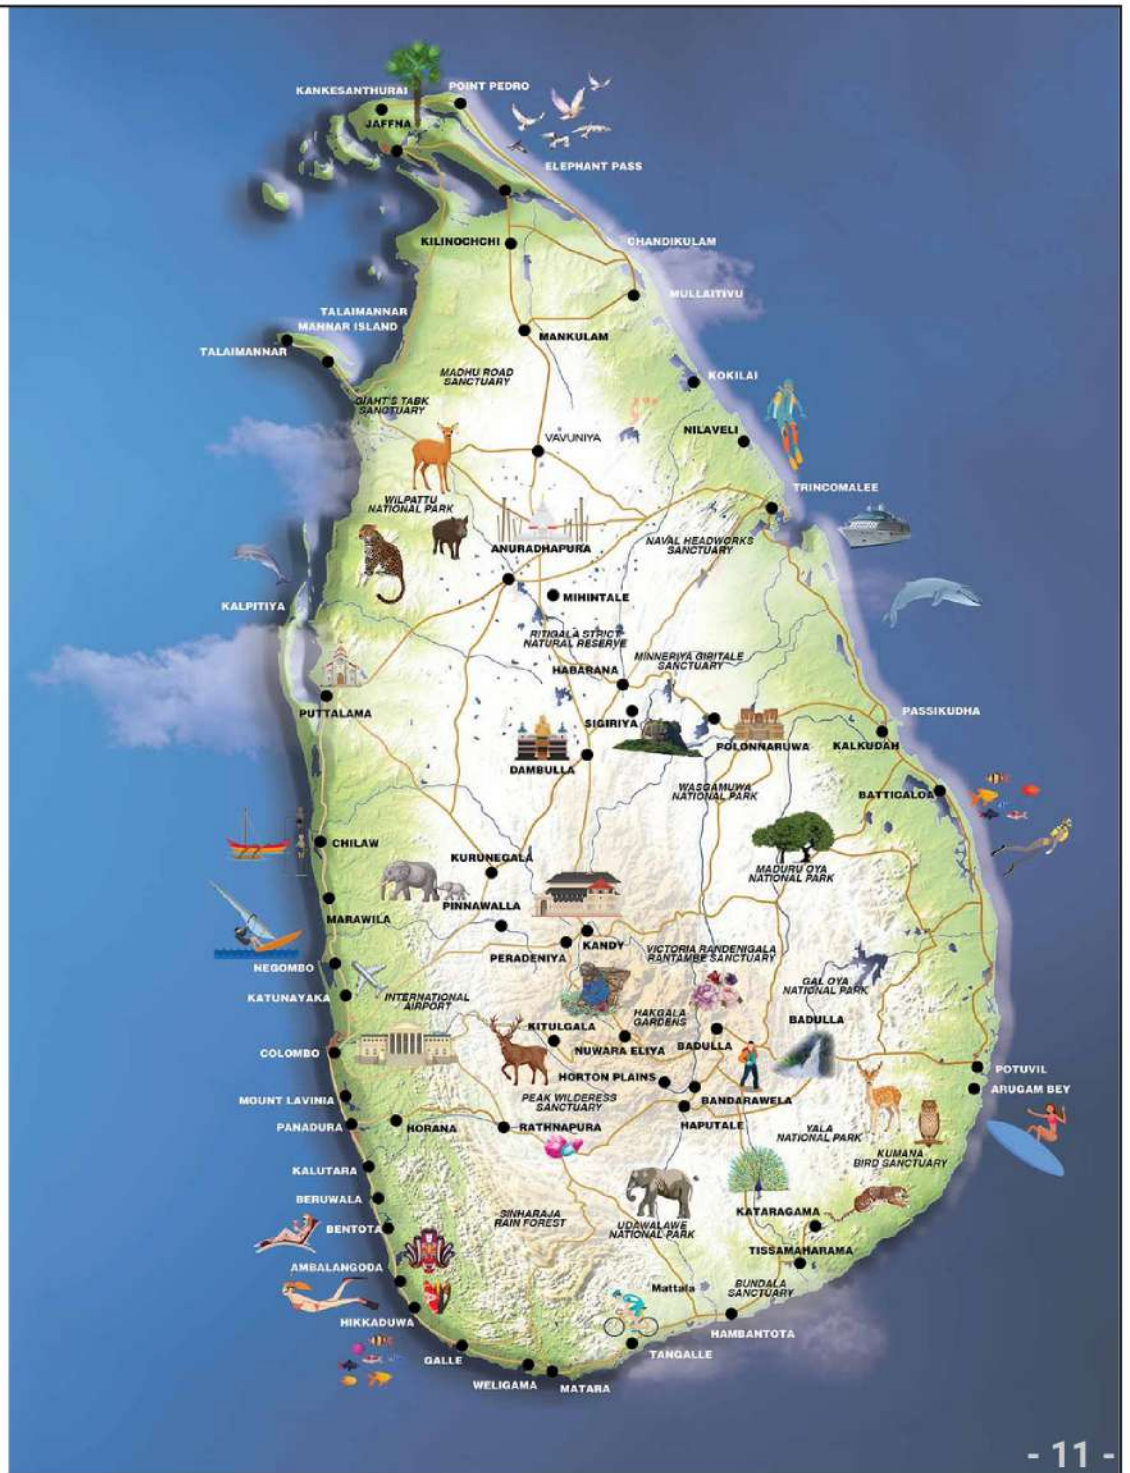 KANKESANTHURAI
POINT PEDRO
JAFFNA
ELEPHANT PASS
KILINOCHCHI
CHANDIKULAM
MULLAITIVU
TALAIMANNAR
MANNAR ISLAND
MANKULAM
TALAIMANNAR
MADHU ROAD
SANCTUARY
KOKILAI
GIAHT'S TABK
SANCTUARY
NILAVELI
VAVUNIYA
TRINCOMALEE
WILPATTU
NATIONAL PARK
NAVAL HEADWORKS
SANCTUARY
ANURADHAPURA
MIHINTALE
KALPITIYA
RITIGALA STRICT
NATURAL RESERVE
MINNERIYA GIRITALE
SANCTUARY
HABARANA
PUTTALAMA
SIGIRIYA
PASSIKUDHA
POLONNARUWA
KALKUDAH
DAMBULLA
WASGAMUWA
NATIONAL PARK
BATTICALOA
CHILAW
KURUNEGALA
MADURU OYA
NATIONAL PARK
PINNAWALLA
MARAWILA
KANDY
PERADENIYA
VICTORIA RANDENIGALA
RANTAMBE SANCTUARY
NEGOMBO
KATUNAYAKA
INTERNATIONAL
AIRPORT
GAL OYA
NATIONAL PARK
HAKGALA
GARDENS
BADULLA
KITULGALA
NUWARA ELIYA
BADULLA
COLOMBO
HORTON PLAINS
POTUVIL
ARUGAM BEY
MOUNT LAVINIA
PEAK WILDERESS
SANCTUARY
BANDARAWELA
PANADURA
HORANA
RATHNAPURA
HAPUTALE
YALA
NATIONAL PARK
KUMANA
BIRD SANCTUARY
KALUTARA
BERUWALA
BENTOTA
SINHARAJA
RAIN FOREST
UDAWALAWE
NATIONAL PARK
KATARAGAMA
TISSAMAHARAMA
AMBALANGODA
Mattala
BUNDALA
SANCTUARY
HIKKADUWA
HAMBANTOTA
GALLE
TANGALLE
WELIGAMA
MATARA
- 11 -